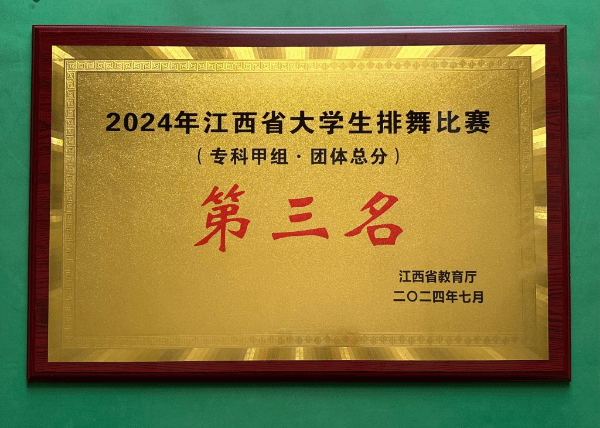 2024年江西省大学生排舞比赛
（专科甲组·团体总分）
第三名
江西省教育厅
二〇二四年七月